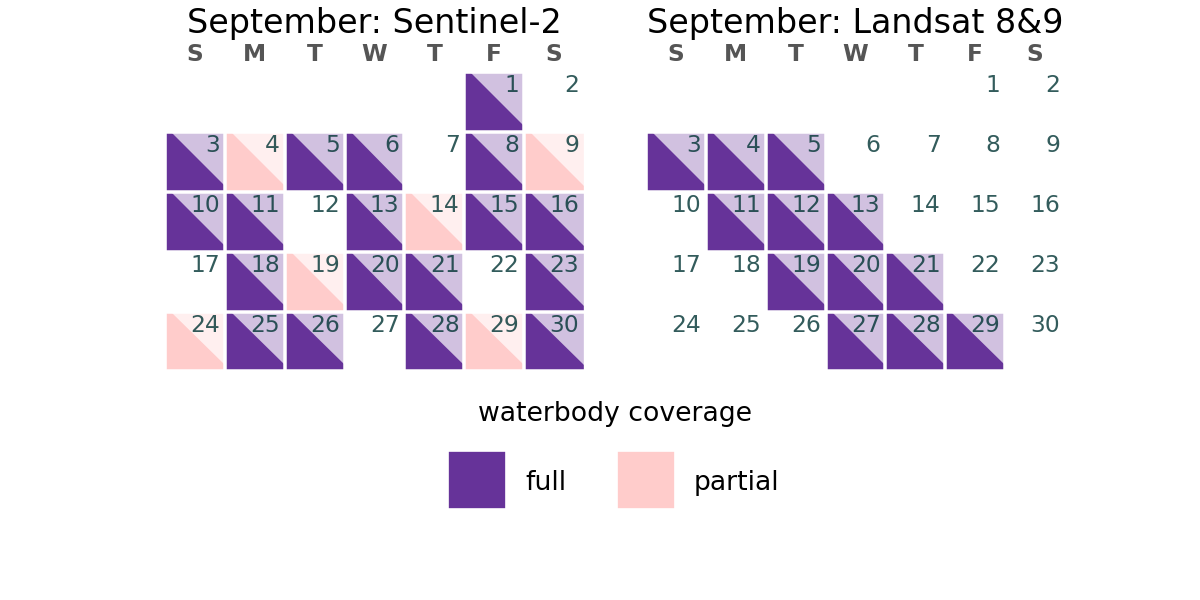 September: Sentinel-2
S M T W T F S
1 2
3 4 5 6 7 8 9
10 11 12 13 14 15 16
17 18 19 20 21 22 23
24 25 26 27 28 29 30
September: Landsat 8&9
S M T W T F S
1 2
3 4 5 6 7 8 9
10 11 12 13 14 15 16
17 18 19 20 21 22 23
24 25 26 27 28 29 30
waterbody coverage
full partial